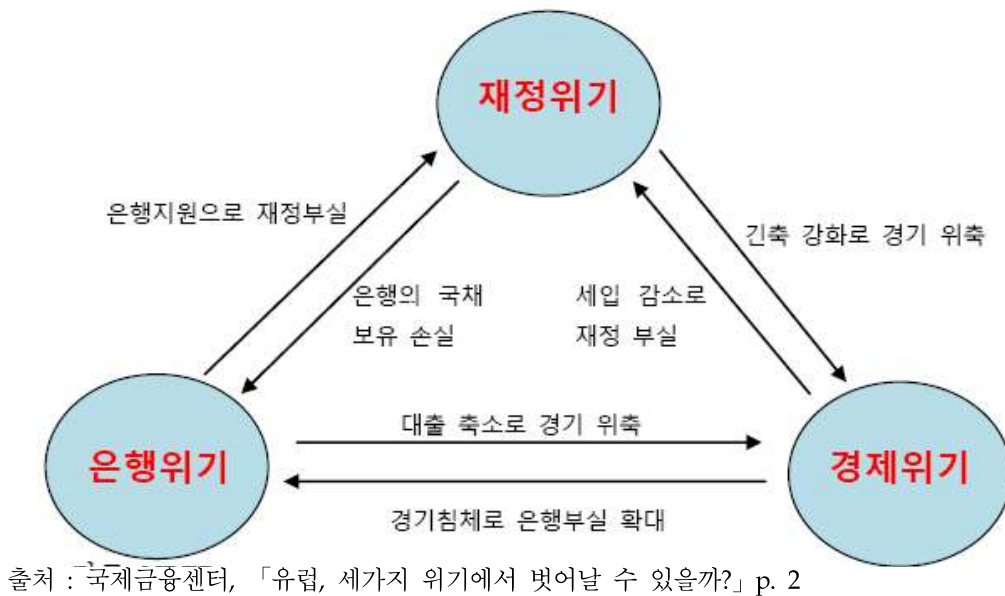 재정위기
은행지원으로 재정부실
긴축 강화로 경기 위축
은행의 국채
보유 손실
세입 감소로
재정 부실
은행위기
대출 축소로 경기 위축
경제위기
경기침체로 은행부실 확대
출처 : 국제금융센터, 「유럽, 세가지 위기에서 벗어날 수 있을까?」 p. 2